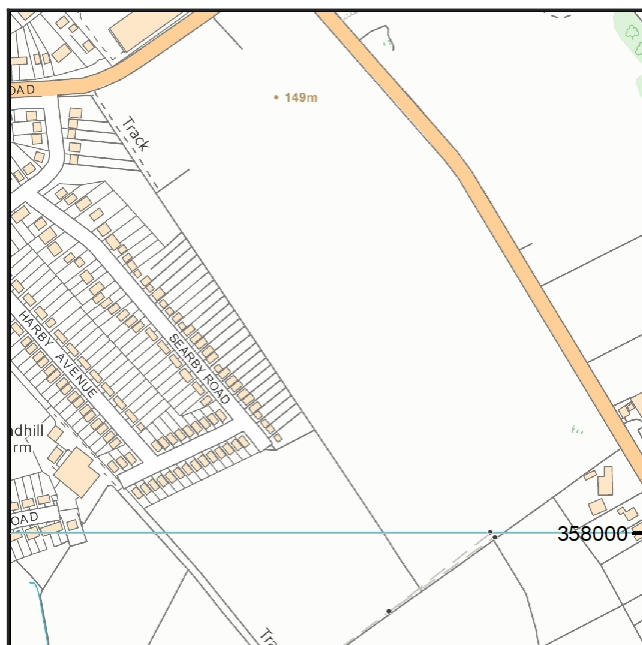 OAD
149m
Track
HARBY AVENUE
SEARBY ROAD
dhill
rm
OAD
358000
Tra